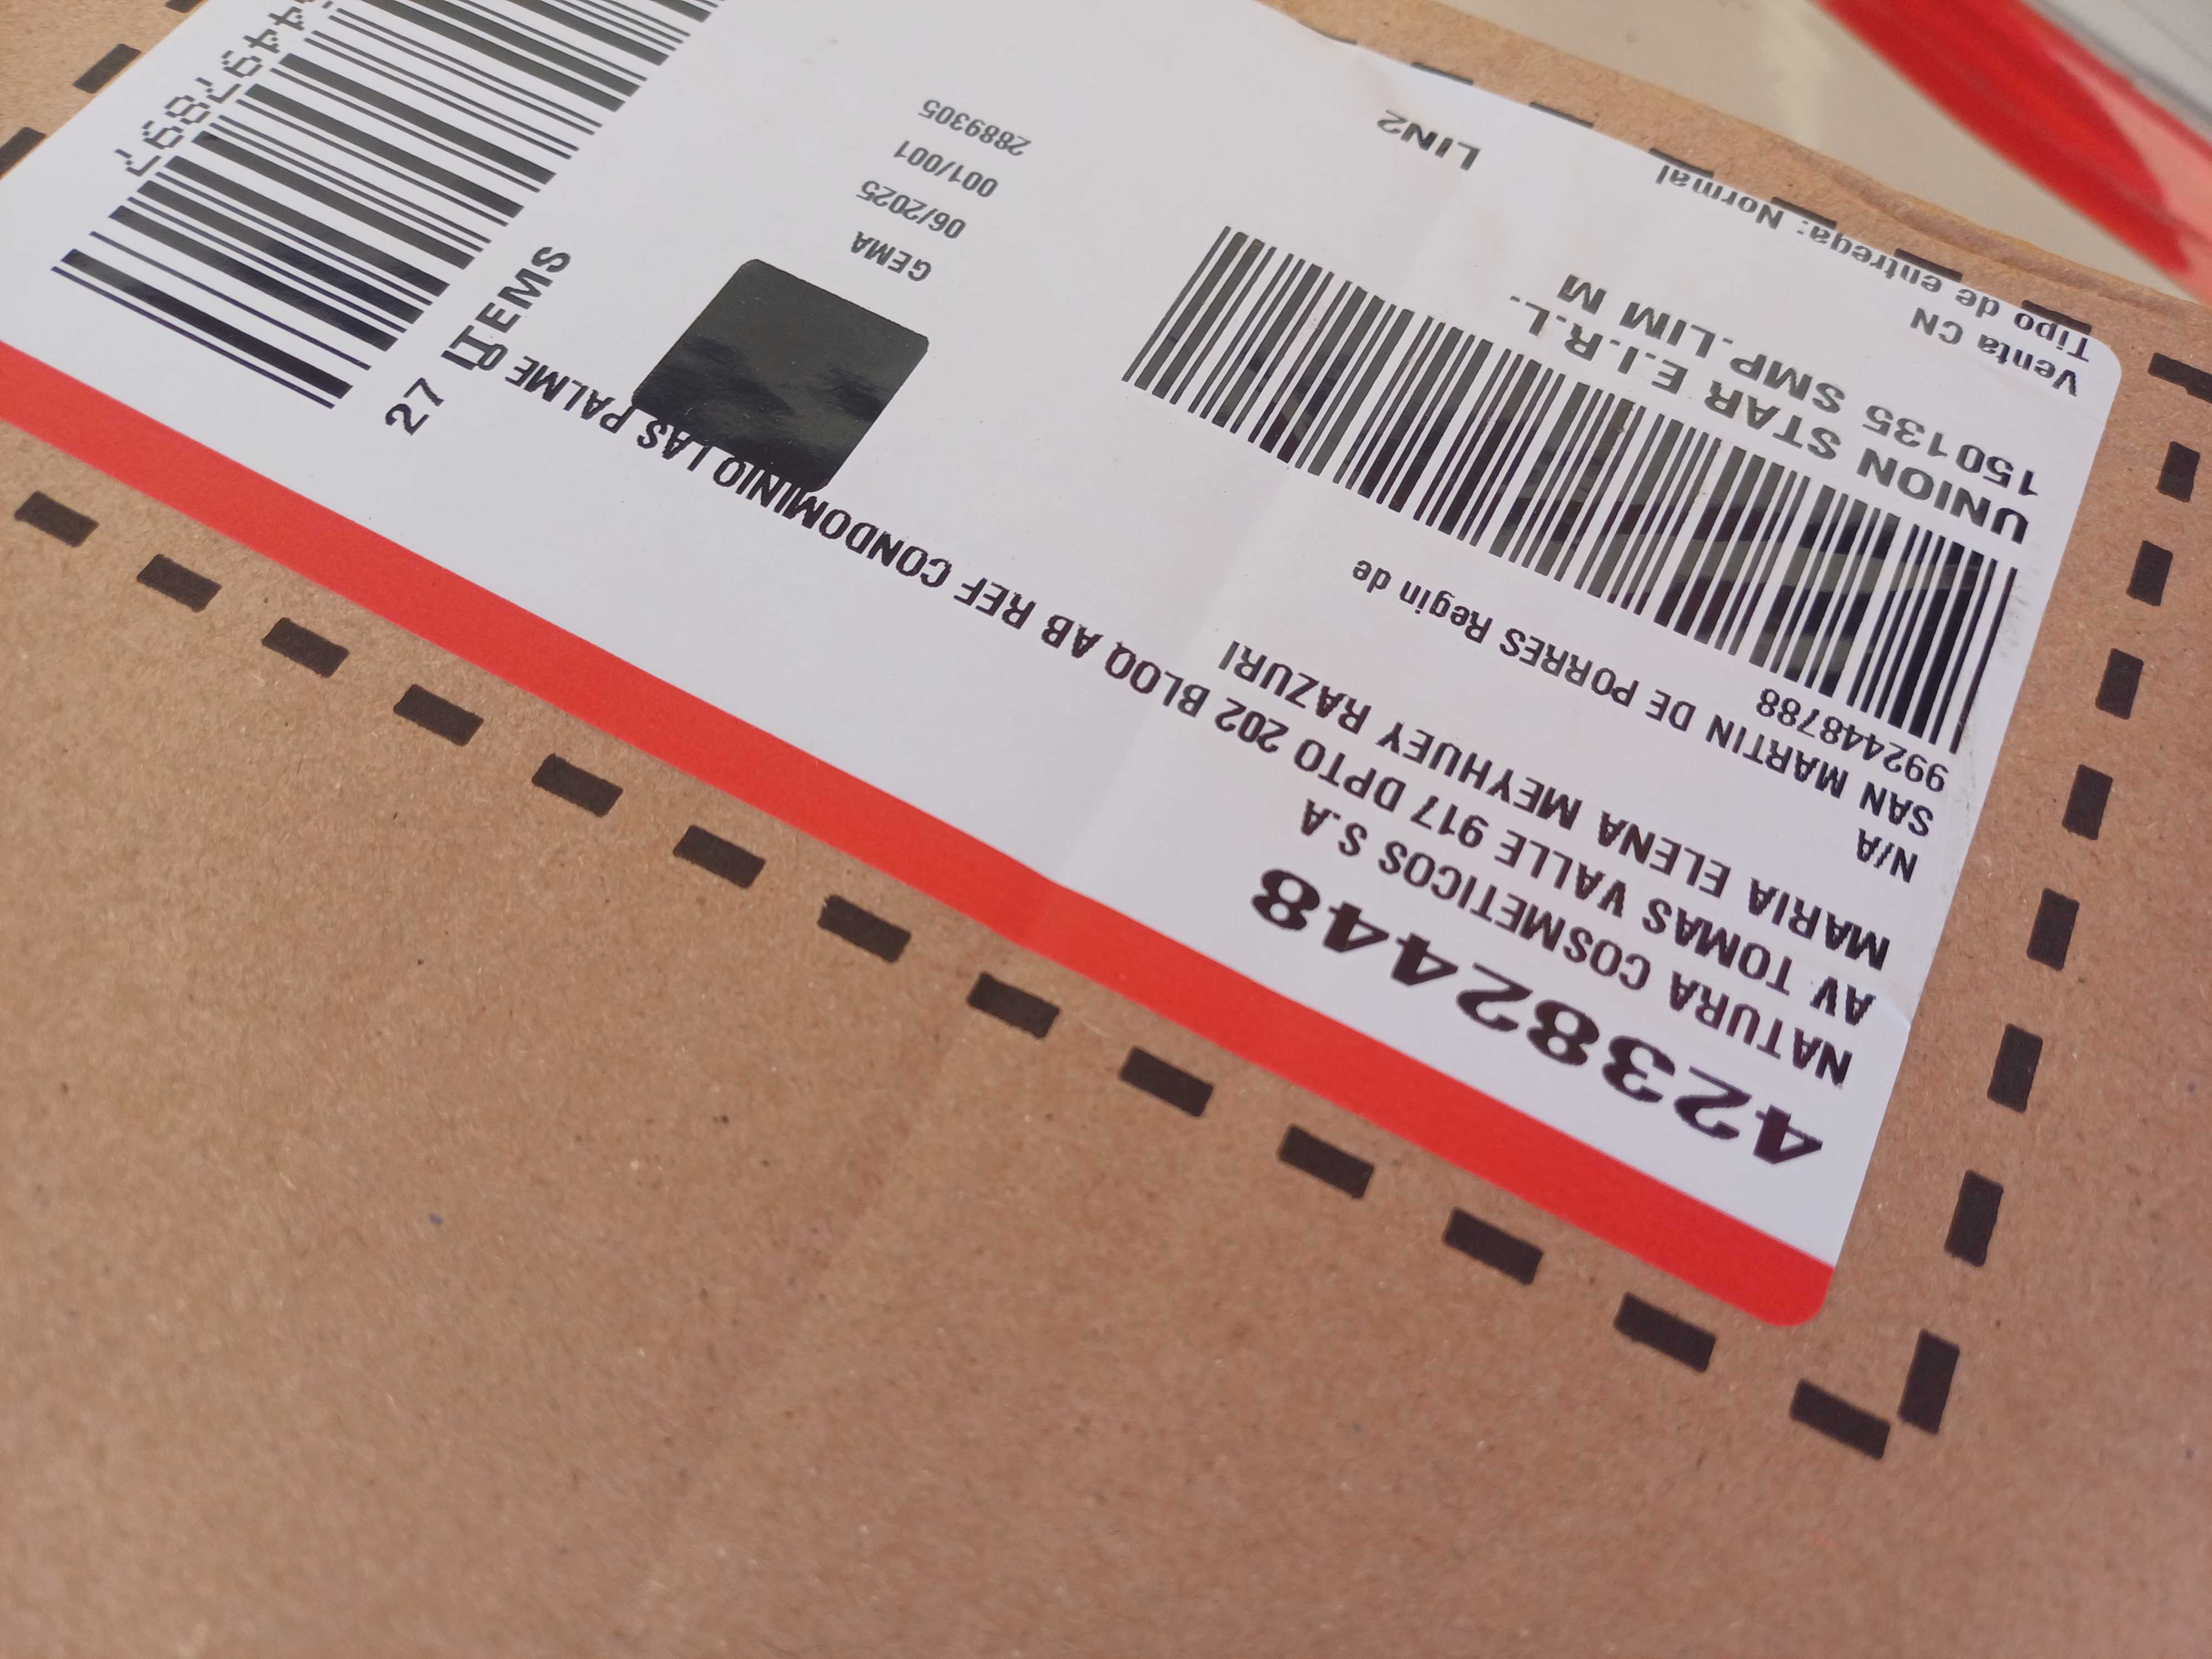 42382448
NATURA COSMETICOS S.A
AV TOMAS VALLE 917 DPTO 202 BLOQ AB REF CONDOMINIO LAS PALME
MARIA ELENA MEYHUEY RAZURI
N/A
SAN MARTIN DE PORRES Regin de
992448788
UNION STAR E.I.R.L.
150135 SMP.LIM M
Venta CN
Tipo de entrega: Normal
LIN2
GEMA
06/2025
001/001
2889305
27 ITEMS